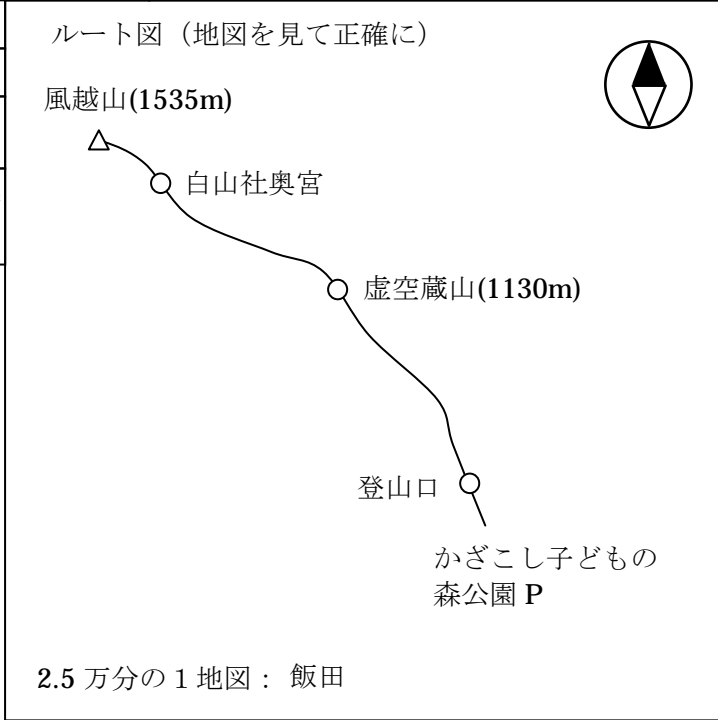 ルート図（地図を見て正確に）
風越山(1535m)
白山社奥宮
虚空蔵山(1130m)
登山口
かざこし子どもの
森公園 P
2.5 万分の 1 地図： 飯田